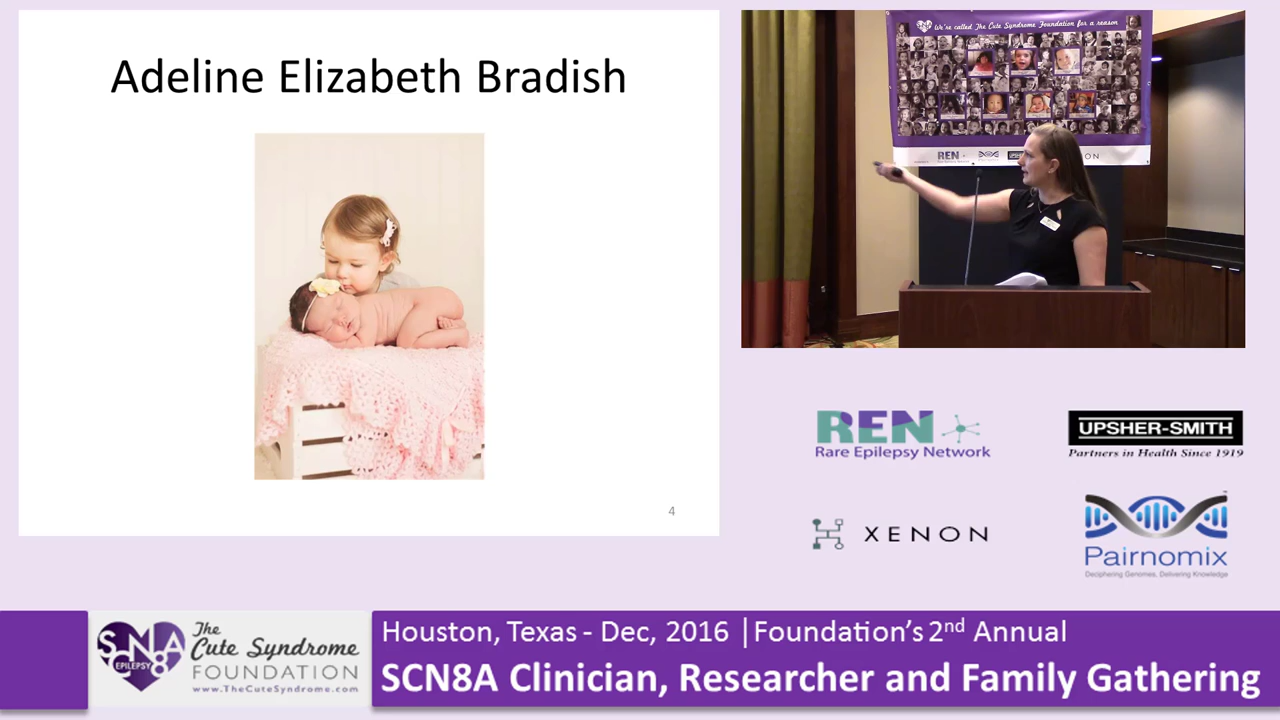 Adeline Elizabeth Bradish
4
We're called The Cute Syndrome Foundation for a reason
REN
REN
Rare Epilepsy Network
UPSHER-SMITH
Partners in Health Since 1919
XENON
Pairnomix
Deciphering Genomes, Delivering Knowledge
SCN8A
EPILEPSY
The
Cute Syndrome
FOUNDATION
www.TheCuteSyndrome.com
Houston, Texas - Dec, 2016 |Foundation's 2nd Annual
SCN8A Clinician, Researcher and Family Gathering